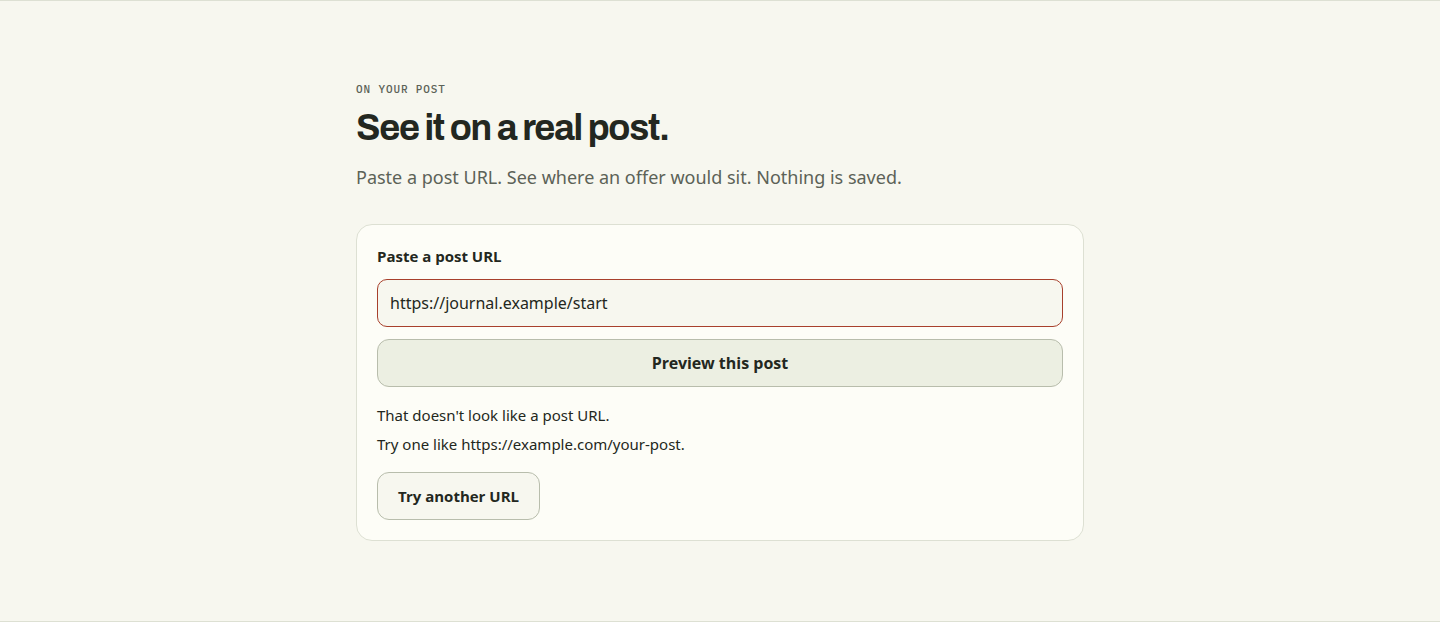 ON YOUR POST
See it on a real post.
Paste a post URL. See where an offer would sit. Nothing is saved.
Paste a post URL
https://journal.example/start
Preview this post
That doesn't look like a post URL.
Try one like https://example.com/your-post.
Try another URL